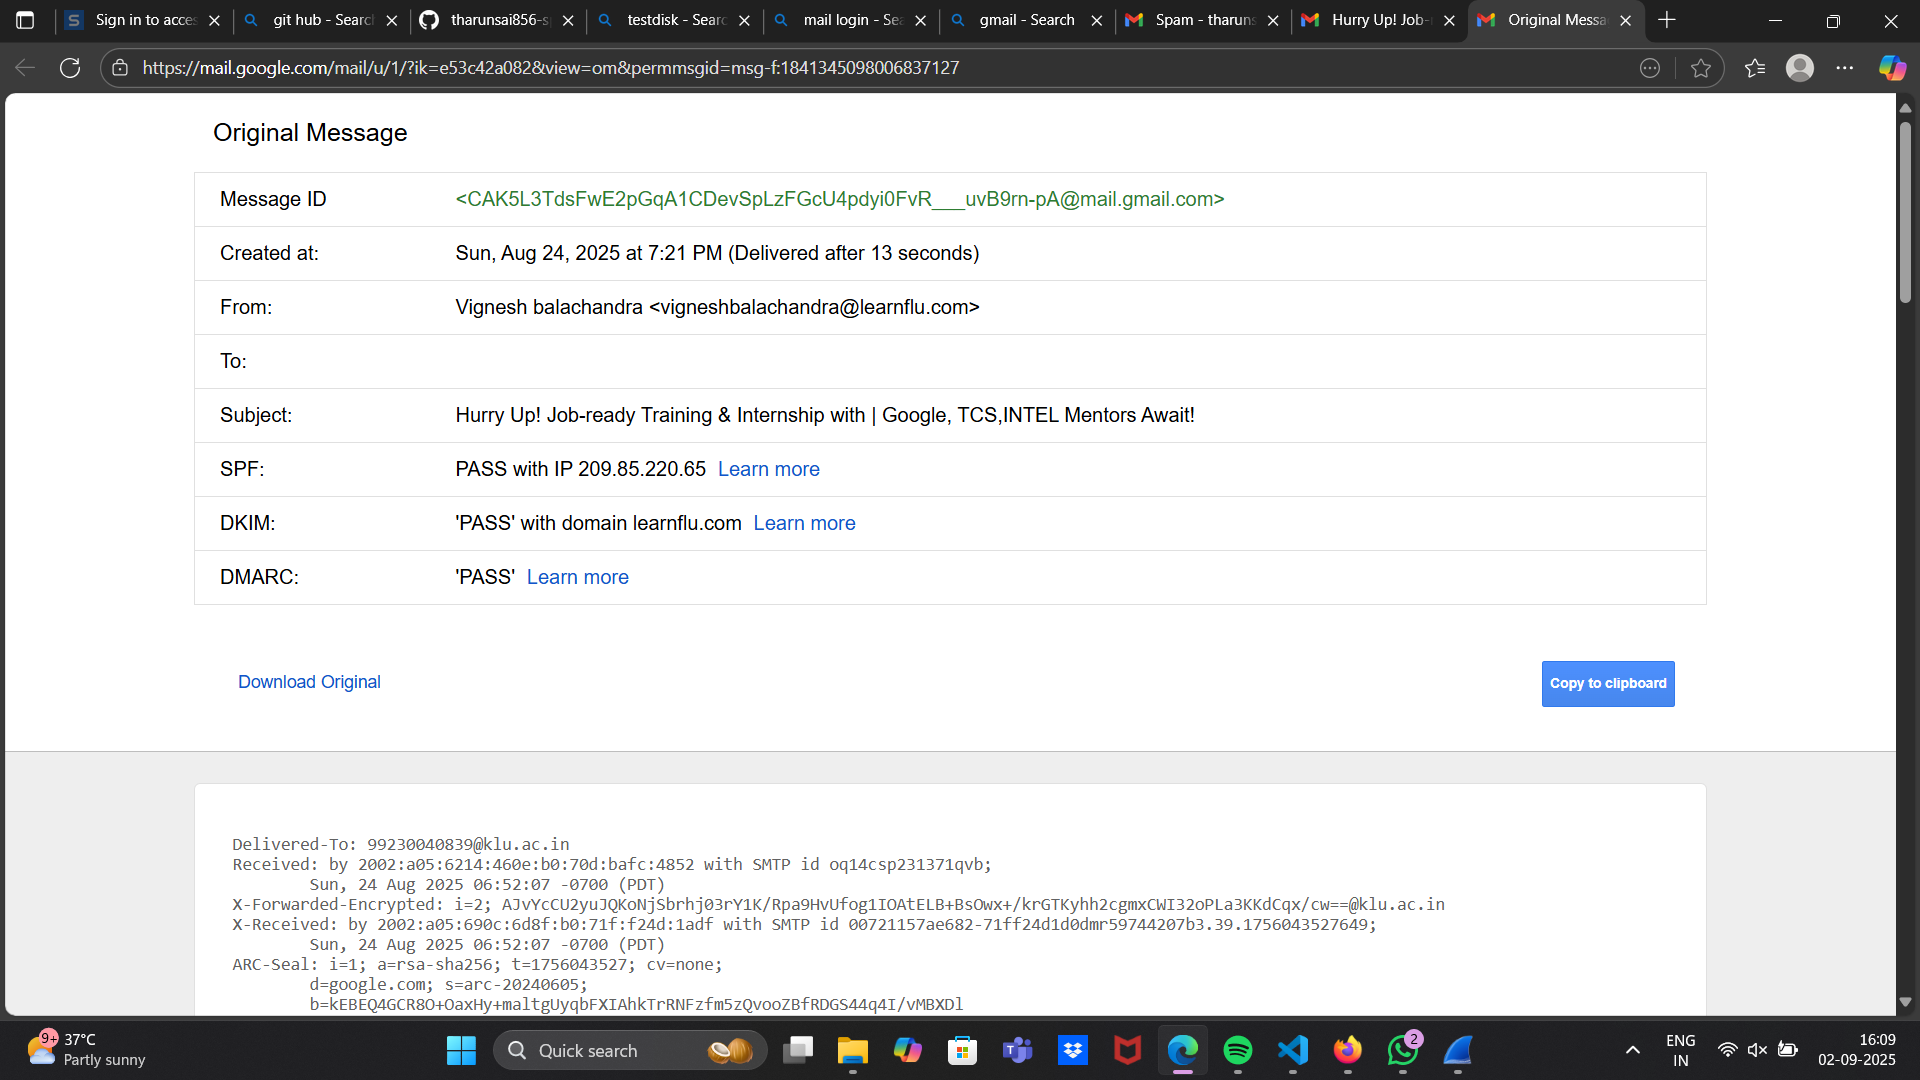 Sign in to acces
git hub - Search
tharunsai856-s
testdisk - Searc
mail login - Sea
gmail - Search
Spam - tharuns
Hurry Up! Job-
Original Messa
https://mail.google.com/mail/u/1/?ik=e53c42a082&view=om&permmsgid=msg-f:1841345098006837127
Original Message
Message ID <CAK5L3TdsFwE2pGqA1CDevSpLzFGcU4pdyi0FvR___uvB9rn-pA@mail.gmail.com>
Created at: Sun, Aug 24, 2025 at 7:21 PM (Delivered after 13 seconds)
From: Vignesh balachandra <vigneshbalachandra@learnflu.com>
To:
Subject: Hurry Up! Job-ready Training & Internship with | Google, TCS,INTEL Mentors Await!
SPF: PASS with IP 209.85.220.65 Learn more
DKIM: 'PASS' with domain learnflu.com Learn more
DMARC: 'PASS' Learn more
Download Original
Copy to clipboard
Delivered-To: 99230040839@klu.ac.in
Received: by 2002:a05:6214:460e:b0:70d:bafc:4852 with SMTP id oq14csp231371qvb;
Sun, 24 Aug 2025 06:52:07 -0700 (PDT)
X-Forwarded-Encrypted: i=2; AJvYcCU2yuJQKoNjSbrhj03rY1K/Rpa9HvUfog1IOAtELB+BsOwx+/krGTKyhh2cgmxCWI32oPLa3KKdCqx/cw==@klu.ac.in
X-Received: by 2002:a05:690c:6d8f:b0:71f:f24d:1adf with SMTP id 00721157ae682-71ff24d1d0dmr59744207b3.39.1756043527649;
Sun, 24 Aug 2025 06:52:07 -0700 (PDT)
ARC-Seal: i=1; a=rsa-sha256; t=1756043527; cv=none;
d=google.com; s=arc-20240605;
b=kEBEQ4GCR8O+OaxHy+maltgUyqbFXIAhkTrRNFzfm5zQvooZBfRDGS44q4I/vMBXDl
9+
37°C
Partly sunny
Quick search
2
ENG
IN
16:09
02-09-2025